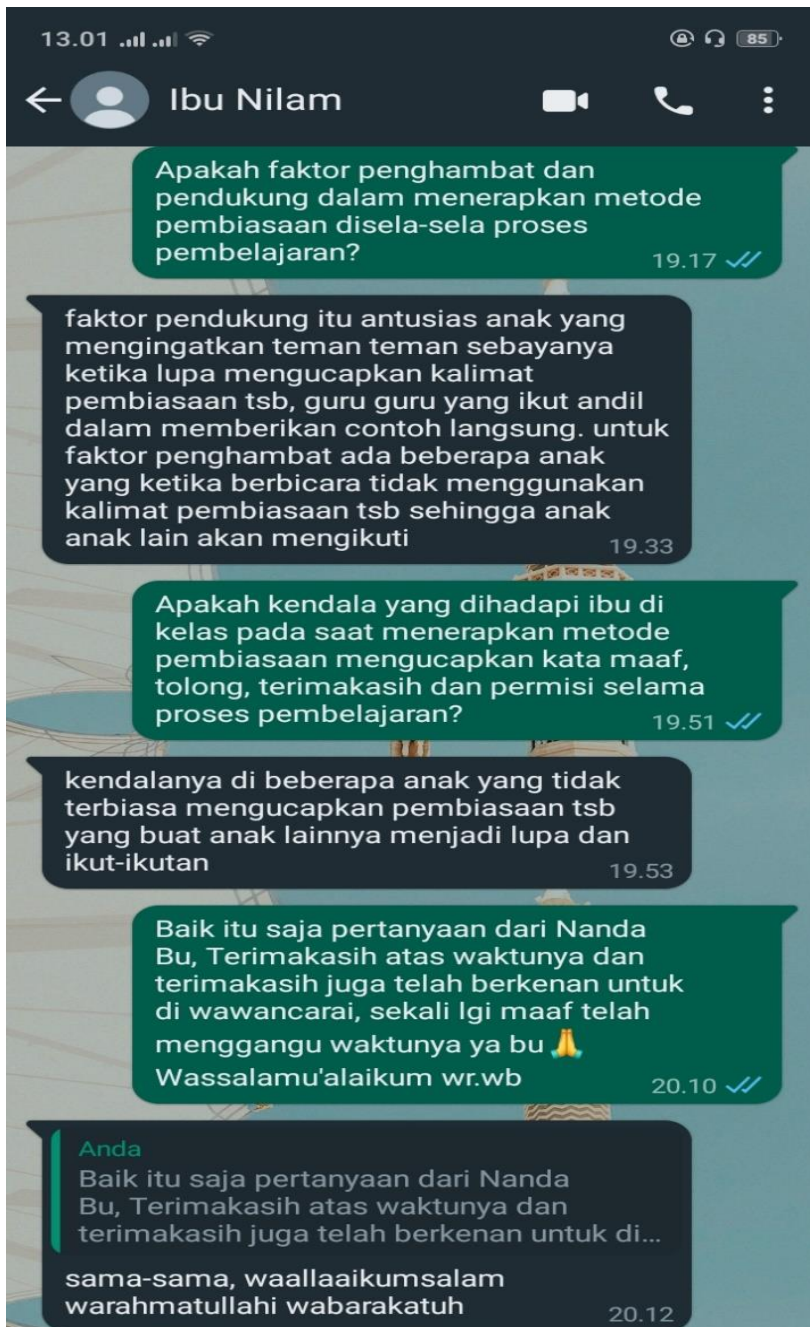 13.01
85
Ibu Nilam
Apakah faktor penghambat dan
pendukung dalam menerapkan metode
pembiasaan disela-sela proses
pembelajaran?
19.17
faktor pendukung itu antusias anak yang
mengingatkan teman teman sebayanya
ketika lupa mengucapkan kalimat
pembiasaan tsb, guru guru yang ikut andil
dalam memberikan contoh langsung. untuk
faktor penghambat ada beberapa anak
yang ketika berbicara tidak menggunakan
kalimat pembiasaan tsb sehingga anak
anak lain akan mengikuti
19.33
Apakah kendala yang dihadapi ibu di
kelas pada saat menerapkan metode
pembiasaan mengucapkan kata maaf,
tolong, terimakasih dan permisi selama
proses pembelajaran?
19.51
kendalanya di beberapa anak yang tidak
terbiasa mengucapkan pembiasaan tsb
yang buat anak lainnya menjadi lupa dan
ikut-ikutan
19.53
Baik itu saja pertanyaan dari Nanda
Bu, Terimakasih atas waktunya dan
terimakasih juga telah berkenan untuk
di wawancarai, sekali lgi maaf telah
menggangu waktunya ya bu 🙏
Wassalamu'alaikum wr.wb
20.10
Anda
Baik itu saja pertanyaan dari Nanda
Bu, Terimakasih atas waktunya dan
terimakasih juga telah berkenan untuk di...
sama-sama, waallaaikumsalam
warahmatullahi wabarakatuh
20.12